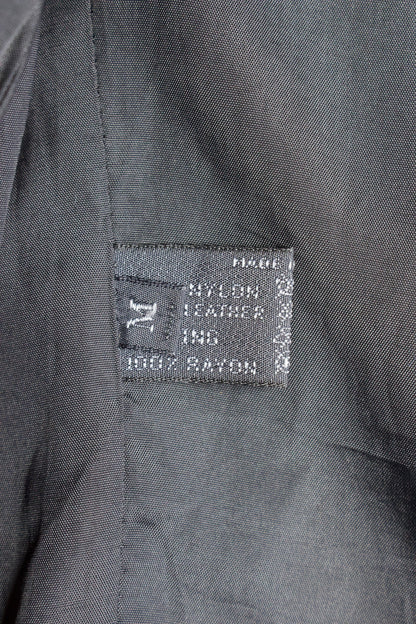 MADE
M
NYLON
LEATHER
ING
100% RAYON